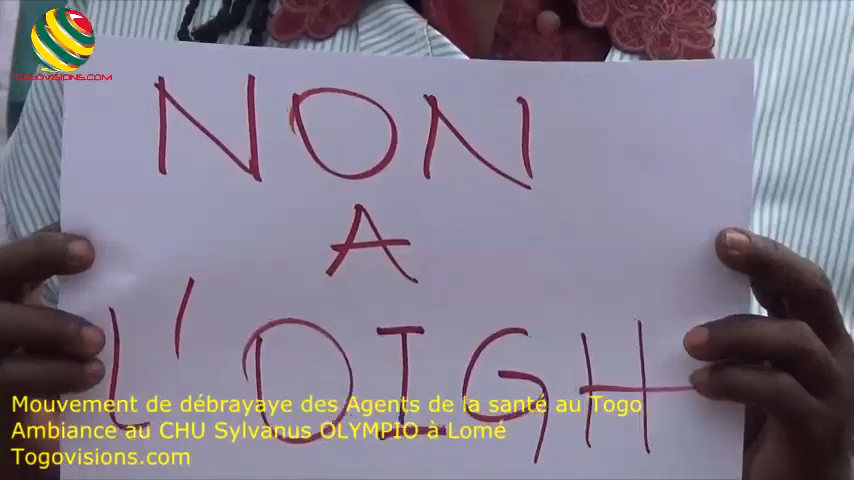 TOGOVISIONS.COM
NON
A
L'OIGH
Mouvement de débrayaye des Agents de la santé au Togo
Ambiance au CHU Sylvanus OLYMPIO à Lomé
Togovisions.com